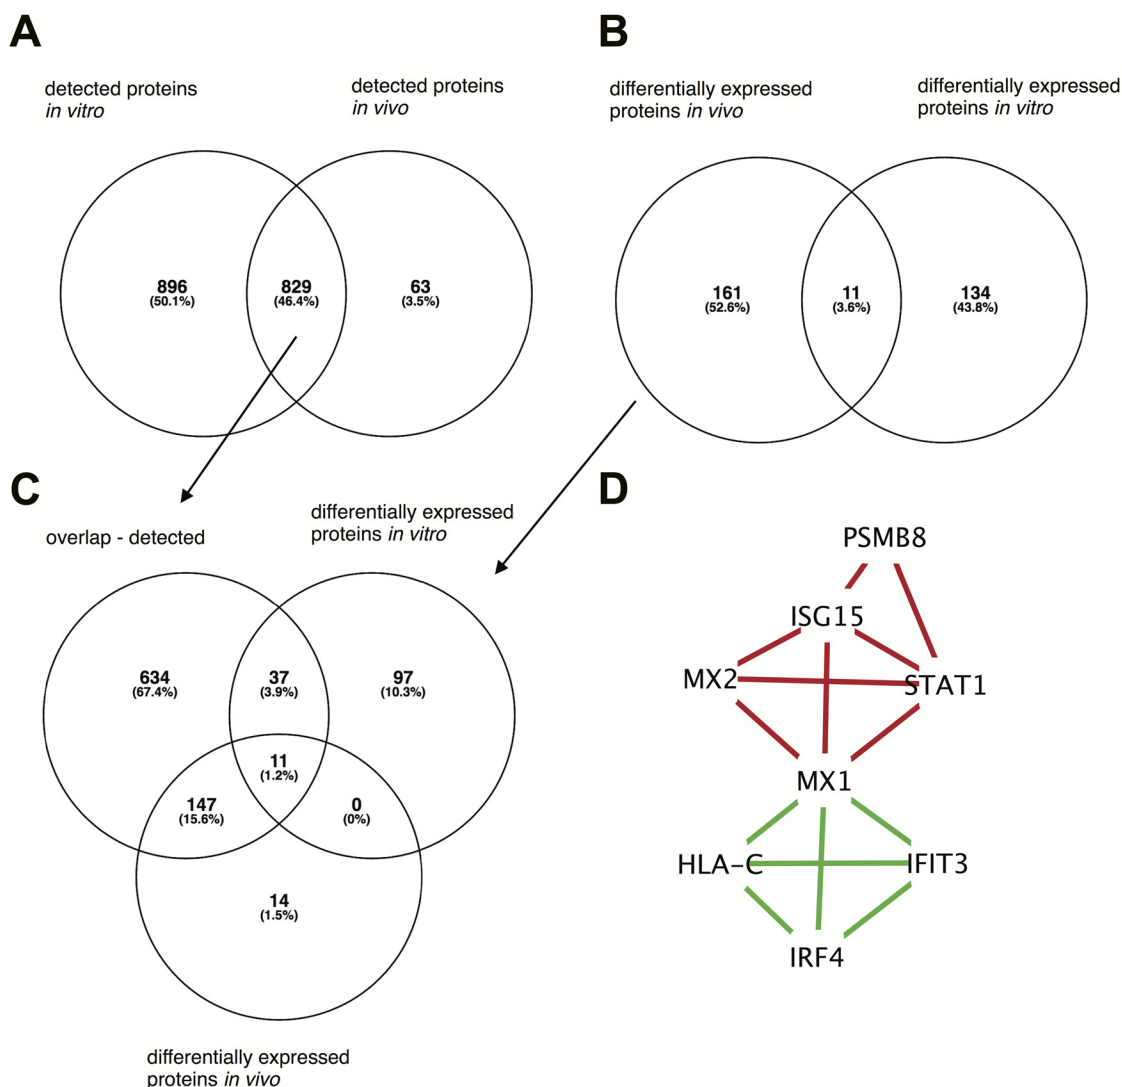 A
detected proteins
in vitro
detected proteins
in vivo
896
(50.1%)
829
(46.4%)
63
(3.5%)
B
differentially expressed
proteins in vivo
differentially expressed
proteins in vitro
161
(52.6%)
11
(3.6%)
134
(43.8%)
C
overlap - detected
differentially expressed
proteins in vitro
634
(67.4%)
37
(3.9%)
97
(10.3%)
11
(1.2%)
147
(15.6%)
0
(0%)
14
(1.5%)
differentially expressed
proteins in vivo
D
PSMB8
ISG15
MX2
STAT1
MX1
HLA-C
IFIT3
IRF4